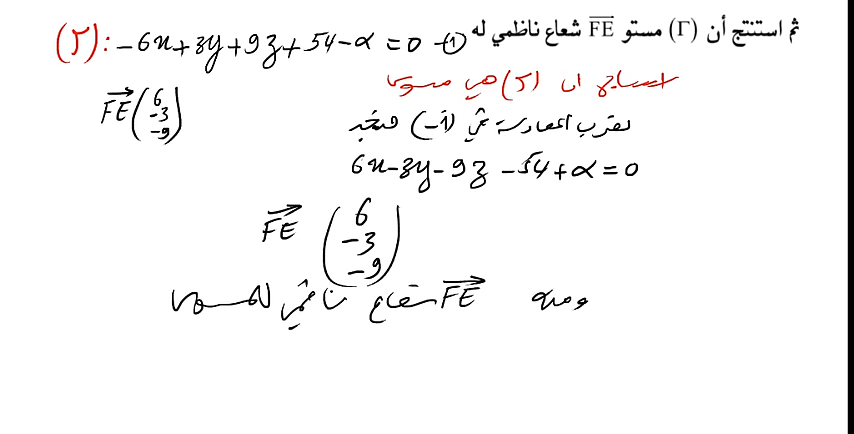 ثم استنتج أن (Γ) مستو FE شعاع ناظمي له
(Γ): -6x+3y+9z+54-α=0 ①
استنتاج ان (Γ) هي مستو
FE(6 -3 -9)
نضرب المعادلة في (-1) فنجد
6x-3y-9z-54+α=0
FE (6 -3 -9)
ومنه FE شعاع ناظمي للمستوي